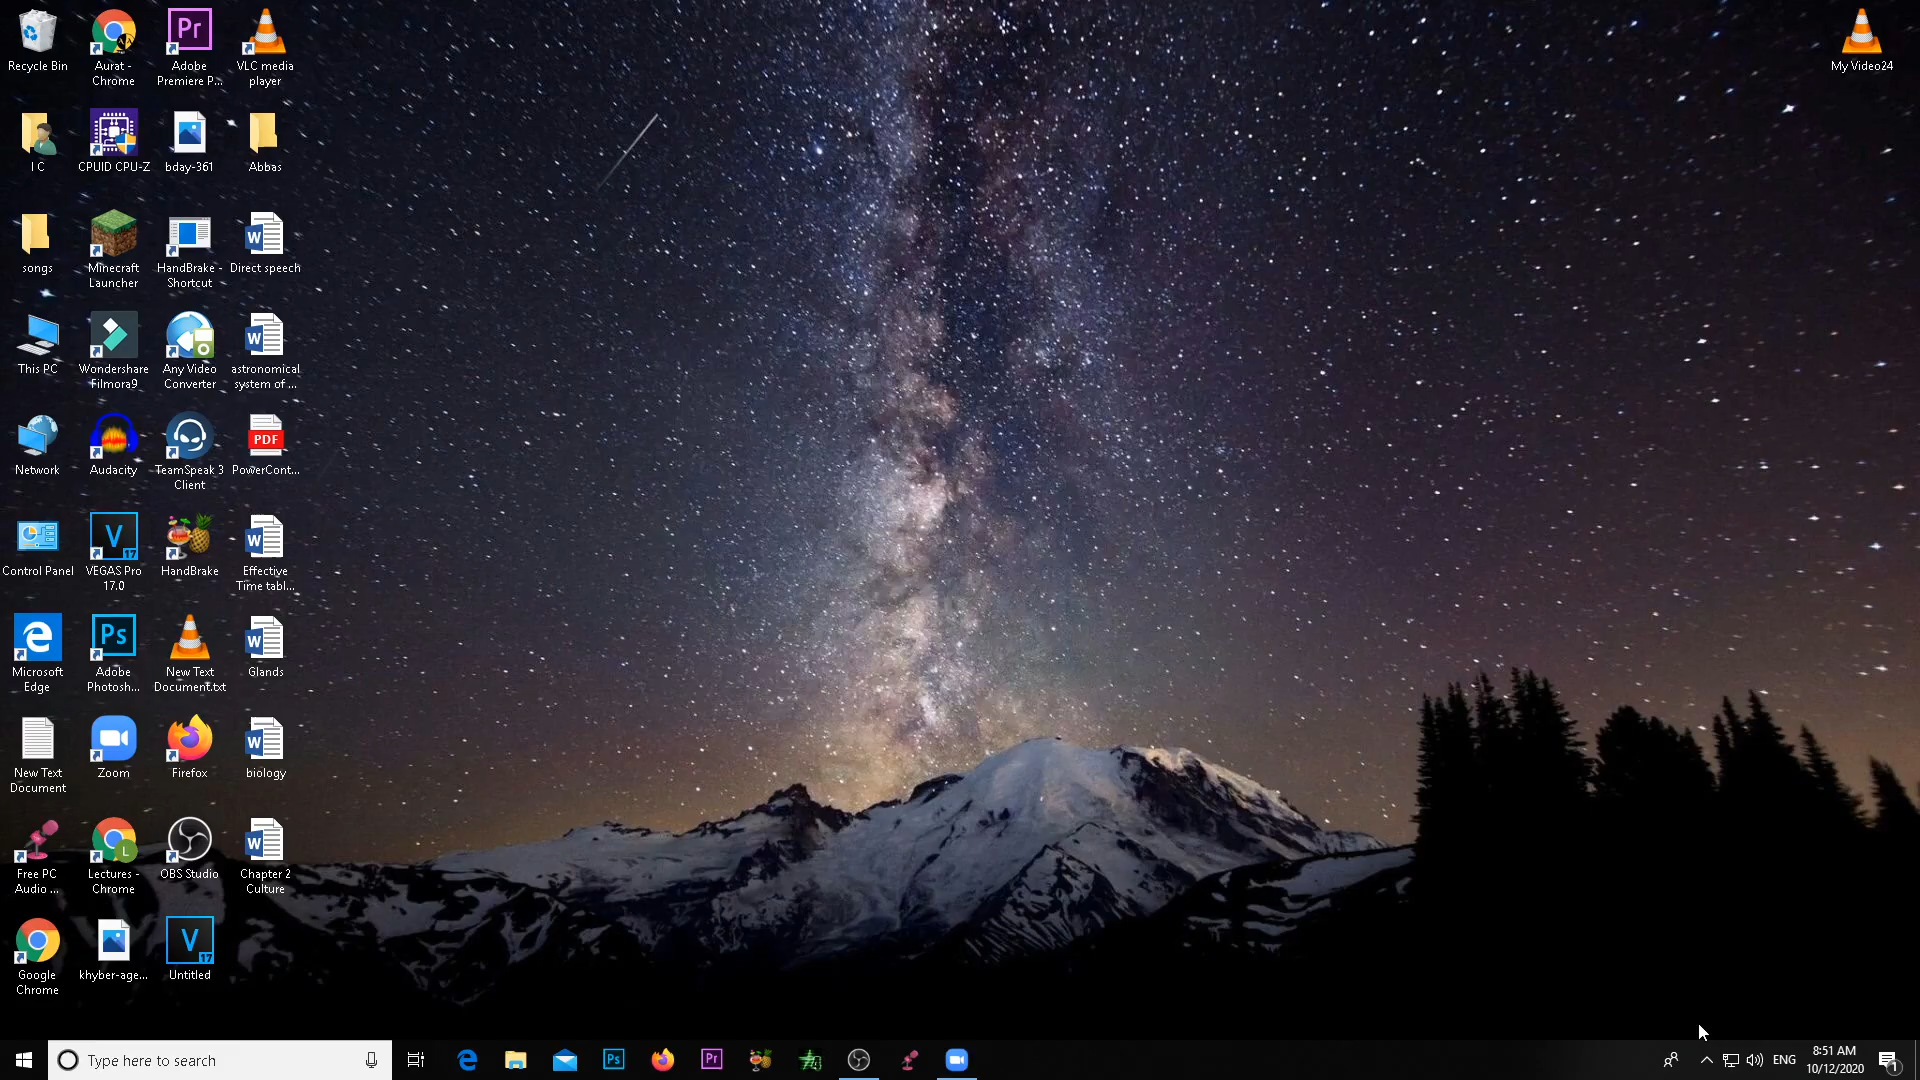 Recycle Bin
Aurat -
Chrome
Adobe
Premiere P...
VLC media
player
My Video24
I C
CPUID CPU-Z
bday-361
Abbas
songs
Minecraft
Launcher
HandBrake -
Shortcut
Direct speech
This PC
Wondershare
Filmora9
Any Video
Converter
astronomical
system of ...
Network
Audacity
TeamSpeak 3
Client
PDF
PowerCont...
Control Panel
VEGAS Pro
17.0
HandBrake
Effective
Time tabl...
Microsoft
Edge
Adobe
Photosh...
New Text
Document.txt
Glands
New Text
Document
Zoom
Firefox
biology
Free PC
Audio ...
Lectures -
Chrome
OBS Studio
Chapter 2
Culture
Google
Chrome
khyber-age...
Untitled
Type here to search
ENG
8:51 AM
10/12/2020
1